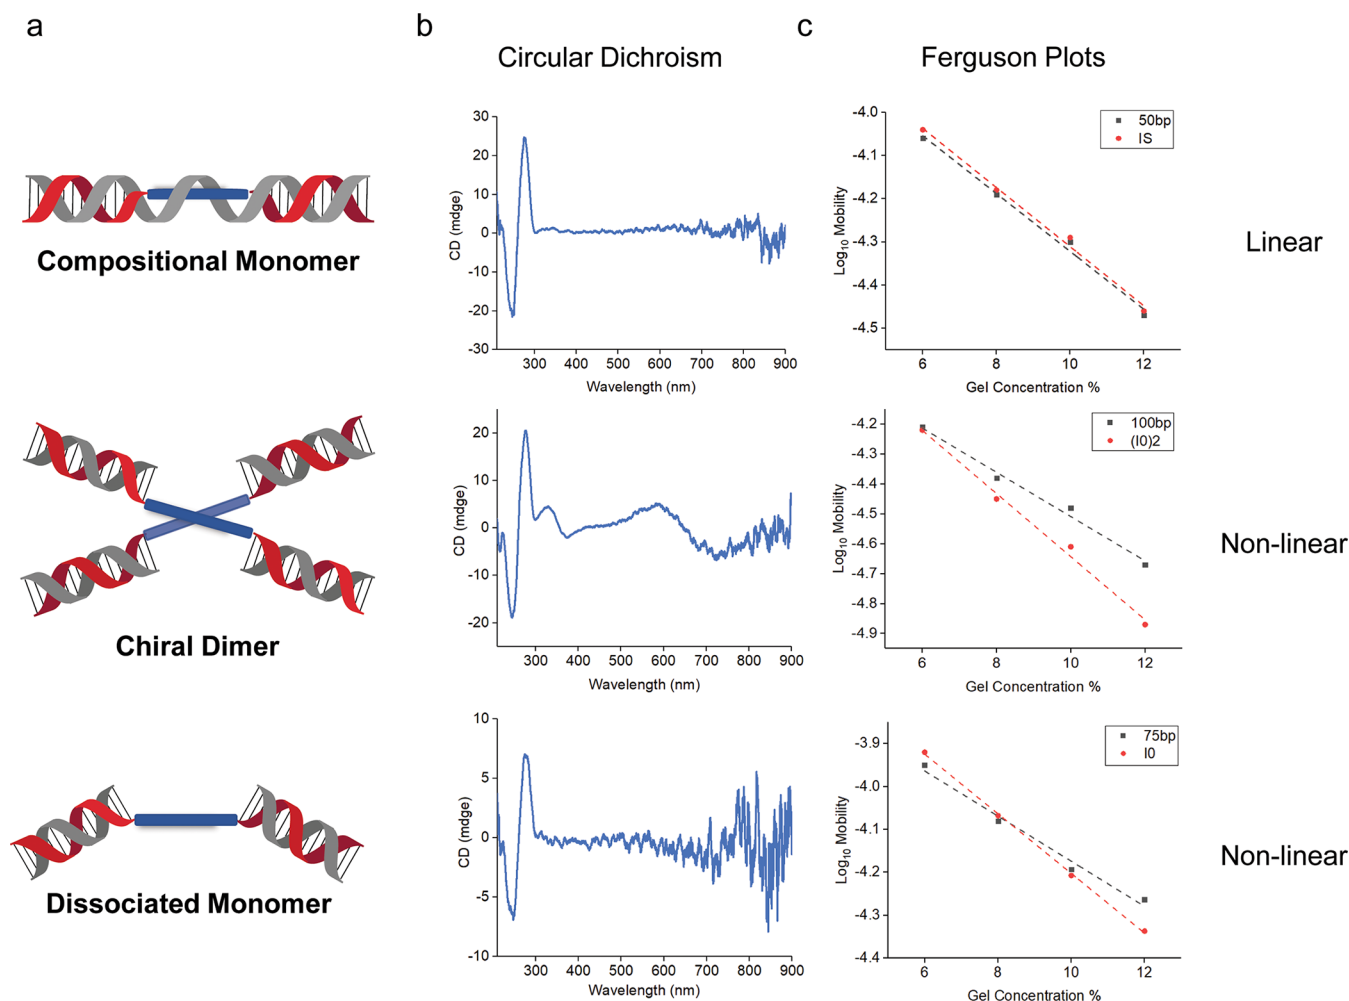 a
b
c
Circular Dichroism
Ferguson Plots
Compositional Monomer
30
20
10
0
-10
-20
-30
CD (mdge)
300 400 500 600 700 800 900
Wavelength (nm)
-4.0
-4.1
-4.2
-4.3
-4.4
-4.5
Log10 Mobility
50bp
IS
6 8 10 12
Gel Concentration %
Linear
Chiral Dimer
20
10
0
-10
-20
CD (mdge)
300 400 500 600 700 800 900
Wavelength (nm)
-4.2
-4.3
-4.4
-4.5
-4.6
-4.7
-4.8
-4.9
Log10 Mobility
100bp
(I0)2
6 8 10 12
Gel Concentration %
Non-linear
Dissociated Monomer
10
5
0
-5
-10
CD (mdge)
300 400 500 600 700 800 900
Wavelength (nm)
-3.9
-4.0
-4.1
-4.2
-4.3
-4.4
Log10 Mobility
75bp
I0
6 8 10 12
Gel Concentration %
Non-linear